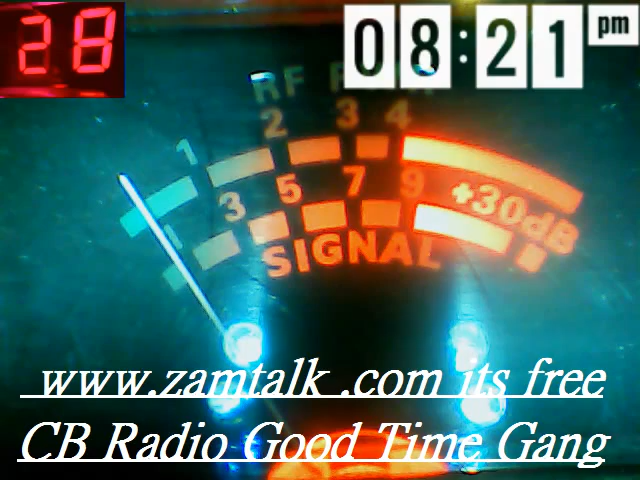 28
08:21 pm
RF
1 2 3 4
1 3 5 7 9 +30dB
SIGNAL
www.zamtalk .com its free
CB Radio Good Time Gang